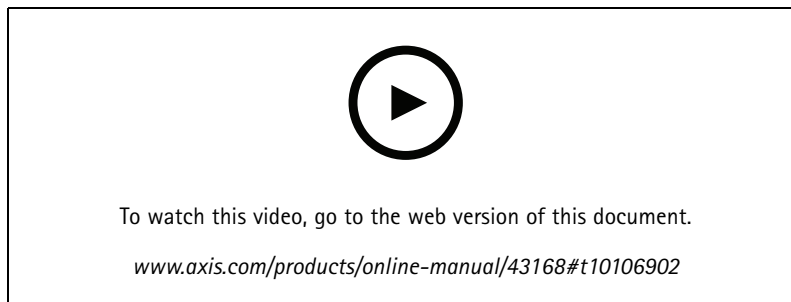 To watch this video, go to the web version of this document.
www.axis.com/products/online-manual/43168#t10106902